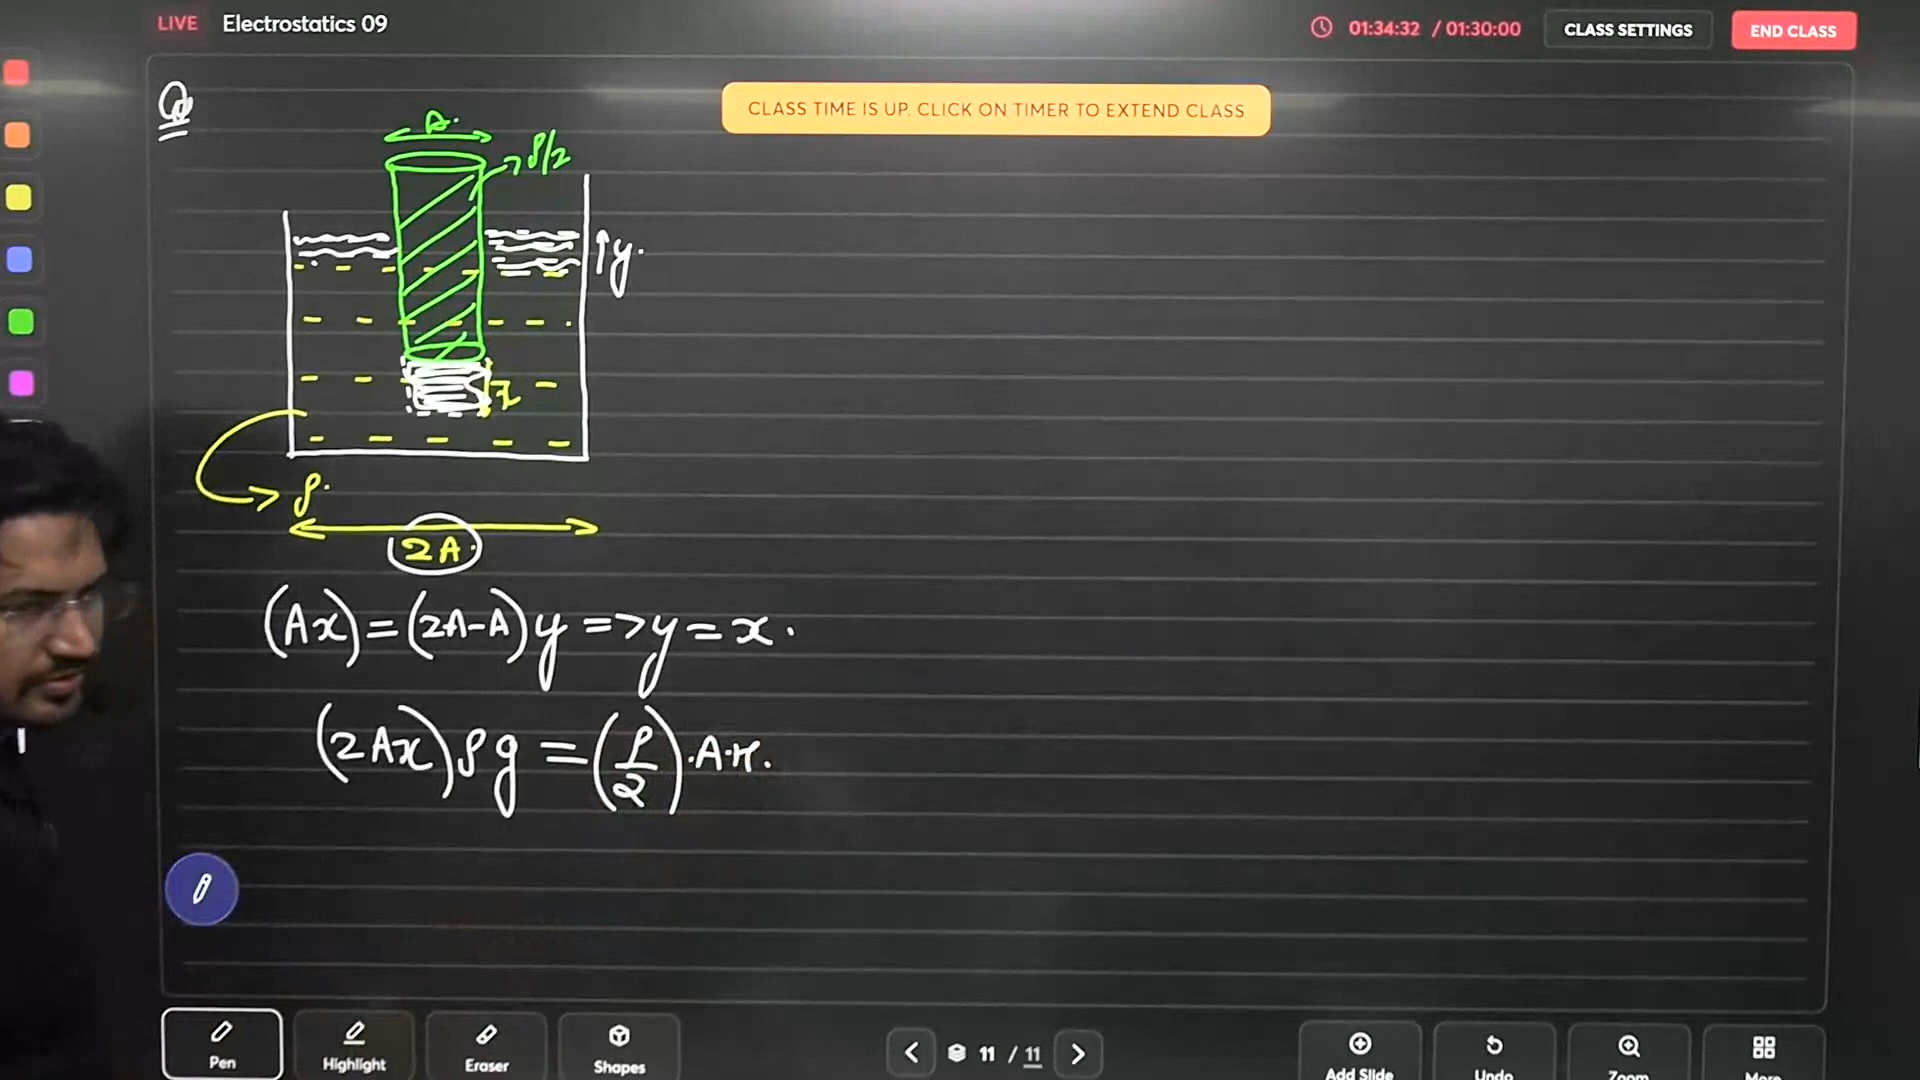 LIVE Electrostatics 09
01:34:32 / 01:30:00
CLASS SETTINGS
END CLASS
CLASS TIME IS UP. CLICK ON TIMER TO EXTEND CLASS
Q
A.
ρ/2
y.
x
ρ.
2A.
(Ax) = (2A-A)y => y = x.
(2Ax)ρg = (ρ/2).A.x.
Pen
Highlight
Eraser
Shapes
11 / 11
Add Slide
Undo
Zoom
More